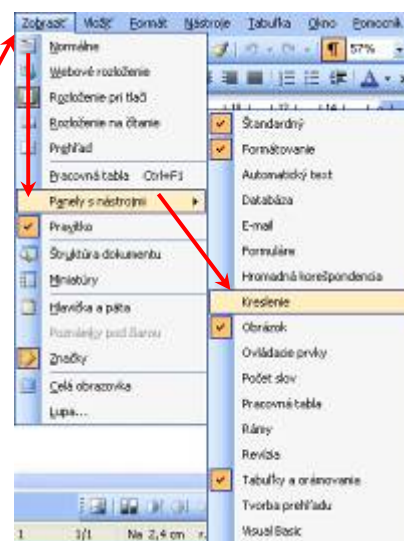 Zobraziť Vložiť Formát Nástroje Tabuľka Okno Pomocník
57%
Normálne
Webové rozloženie
Rozloženie pri tlači
Rozloženie na čítanie
Prehľad
Pracovná tabla Ctrl+F1
Panely s nástrojmi
Pravítko
Štruktúra dokumentu
Miniatúry
Hlavička a päta
Poznámky pod čiarou
Značky
Celá obrazovka
Lupa...
Štandardný
Formátovanie
Automatický text
Databáza
E-mail
Formuláre
Hromadná korešpondencia
Kreslenie
Obrázok
Ovládacie prvky
Počet slov
Pracovná tabla
Rámy
Revízia
Tabuľky a orámovania
Tvorba prehľadu
Visual Basic
1 1/1 Na 2,4 cm r.